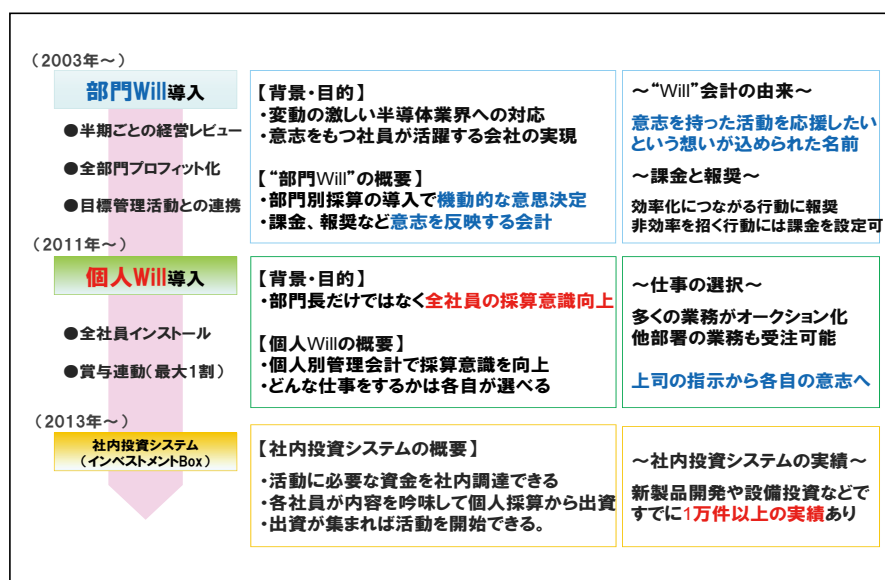 (2003年～)
部門Will導入
●半期ごとの経営レビュー
●全部門プロフィット化
●目標管理活動との連携
【背景・目的】
・変動の激しい半導体業界への対応
・意志をもつ社員が活躍する会社の実現
【“部門Will”の概要】
・部門別採算の導入で機動的な意思決定
・課金、報奨など意志を反映する会計
～“Will”会計の由来～
意志を持った活動を応援したい
という想いが込められた名前
～課金と報奨～
効率化につながる行動に報奨
非効率を招く行動には課金を設定可
(2011年～)
個人Will導入
●全社員インストール
●賞与連動(最大1割)
【背景・目的】
・部門長だけではなく全社員の採算意識向上
【個人Willの概要】
・個人別管理会計で採算意識を向上
・どんな仕事をするかは各自が選べる
～仕事の選択～
多くの業務がオークション化
他部署の業務も受注可能
上司の指示から各自の意志へ
(2013年～)
社内投資システム
(インベストメントBox)
【社内投資システムの概要】
・活動に必要な資金を社内調達できる
・各社員が内容を吟味して個人採算から出資
・出資が集まれば活動を開始できる。
～社内投資システムの実績～
新製品開発や設備投資などで
すでに1万件以上の実績あり